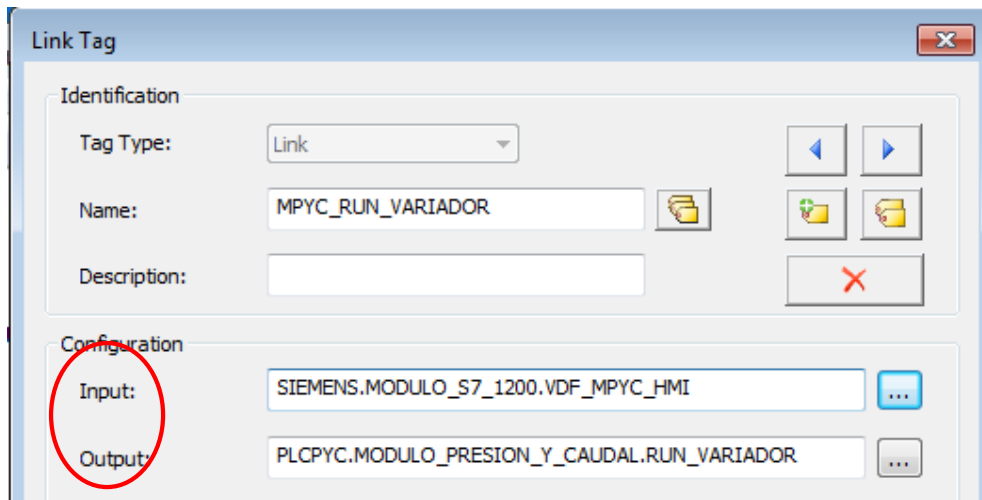 Link Tag
Identification
Tag Type: Link
Name: MPYC_RUN_VARIADOR
Description:
Configuration
Input: SIEMENS.MODULO_S7_1200.VDF_MPYC_HMI ...
Output: PLCPYC.MODULO_PRESION_Y_CAUDAL.RUN_VARIADOR ...